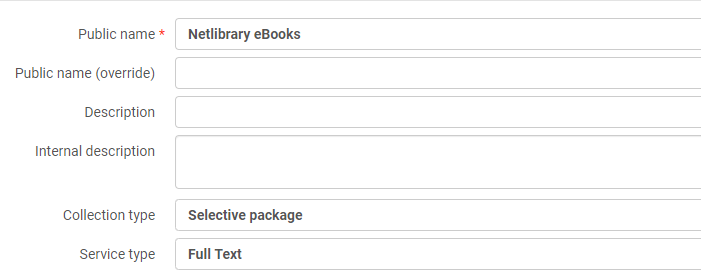 Public name * Netlibrary eBooks
Public name (override)
Description
Internal description
Collection type Selective package
Service type Full Text